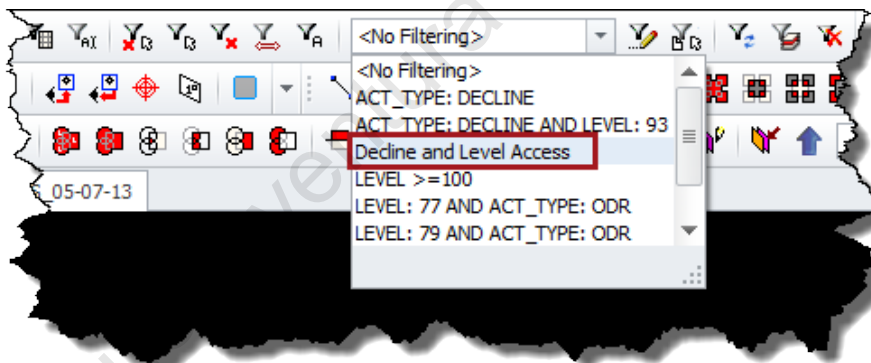 <No Filtering>
<No Filtering>
ACT_TYPE: DECLINE
ACT_TYPE: DECLINE AND LEVEL: 93
Decline and Level Access
LEVEL >=100
LEVEL: 77 AND ACT_TYPE: ODR
LEVEL: 79 AND ACT_TYPE: ODR
_05-07-13